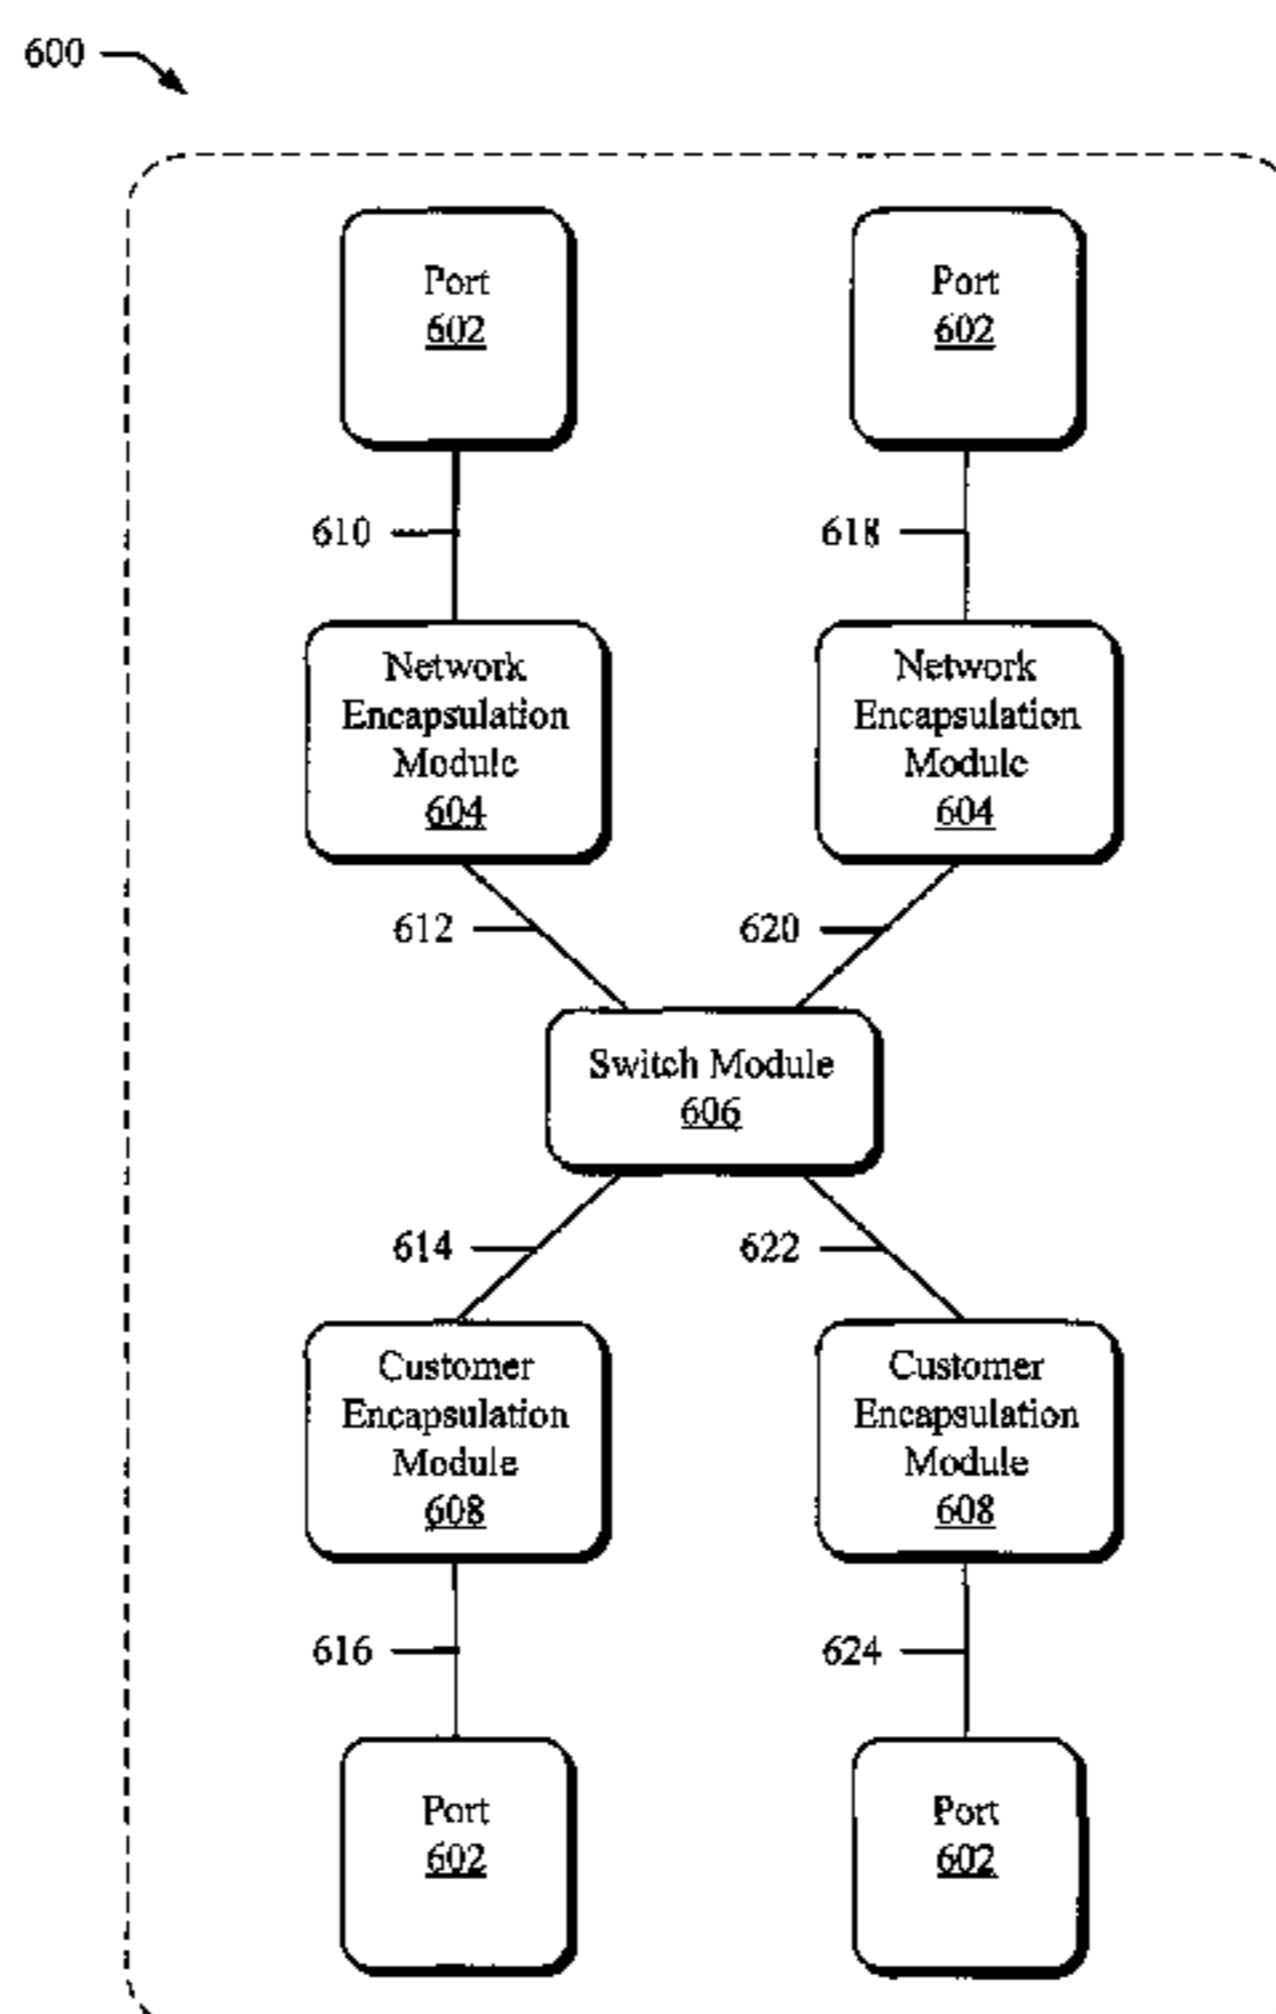 600
Port
602
Port
602
610
618
Network
Encapsulation
Module
604
Network
Encapsulation
Module
604
612
620
Switch Module
606
614
622
Customer
Encapsulation
Module
608
Customer
Encapsulation
Module
608
616
624
Port
602
Port
602